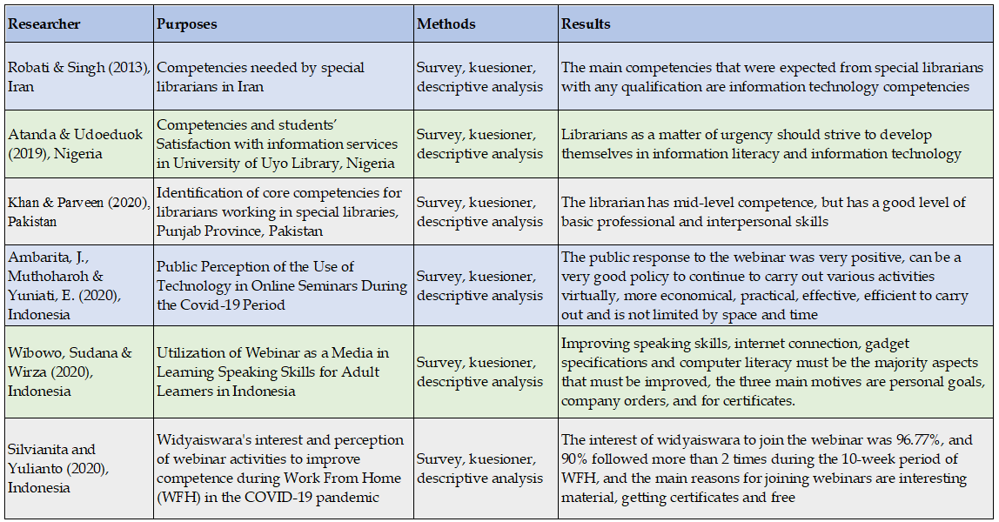 Researcher
Purposes
Methods
Results
Robati & Singh (2013),
Iran
Competencies needed by special
librarians in Iran
Survey, kuesioner,
descriptive analysis
The main competencies that were expected from special librarians
with any qualification are information technology competencies
Atanda & Udoeduok
(2019), Nigeria
Competencies and students’
Satisfaction with information services
in University of Uyo Library, Nigeria
Survey, kuesioner,
descriptive analysis
Librarians as a matter of urgency should strive to develop
themselves in information literacy and information technology
Khan & Parveen (2020),
Pakistan
Identification of core competencies for
librarians working in special libraries,
Punjab Province, Pakistan
Survey, kuesioner,
descriptive analysis
The librarian has mid-level competence, but has a good level of
basic professional and interpersonal skills
Ambarita, J.,
Muthoharoh &
Yuniati, E. (2020),
Indonesia
Public Perception of the Use of
Technology in Online Seminars During
the Covid-19 Period
Survey, kuesioner,
descriptive analysis
The public response to the webinar was very positive, can be a
very good policy to continue to carry out various activities
virtually, more economical, practical, effective, efficient to carry
out and is not limited by space and time
Wibowo, Sudana &
Wirza (2020),
Indonesia
Utilization of Webinar as a Media in
Learning Speaking Skills for Adult
Learners in Indonesia
Survey, kuesioner,
descriptive analysis
Improving speaking skills, internet connection, gadget
specifications and computer literacy must be the majority aspects
that must be improved, the three main motives are personal goals,
company orders, and for certificates.
Silvianita and
Yulianto (2020),
Indonesia
Widyaiswara's interest and perception
of webinar activities to improve
competence during Work From Home
(WFH) in the COVID-19 pandemic
Survey, kuesioner,
descriptive analysis
The interest of widyaiswara to join the webinar was 96.77%, and
90% followed more than 2 times during the 10-week period of
WFH, and the main reasons for joining webinars are interesting
material, getting certificates and free